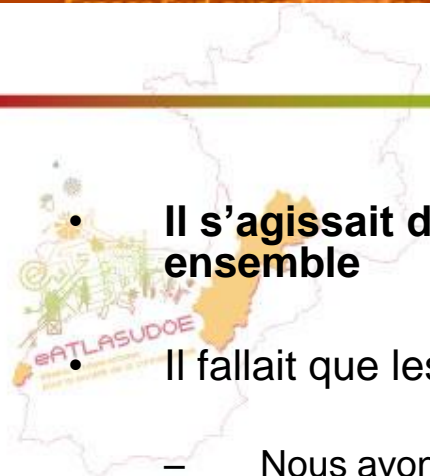 • Il s’agissait d
ensemble
eATLASUDOE
• Il fallait que les
– Nous avon